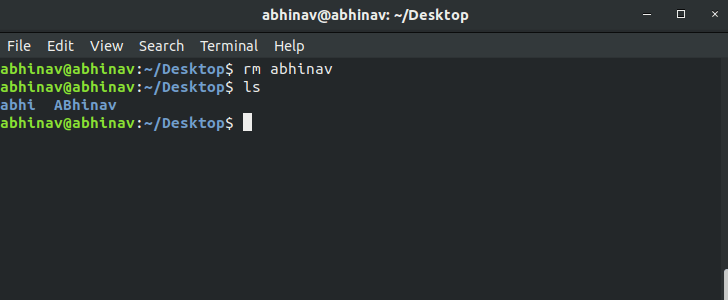 abhinav@abhinav: ~/Desktop
File Edit View Search Terminal Help
abhinav@abhinav:~/Desktop$ rm abhinav
abhinav@abhinav:~/Desktop$ ls
abhi  ABhinav
abhinav@abhinav:~/Desktop$